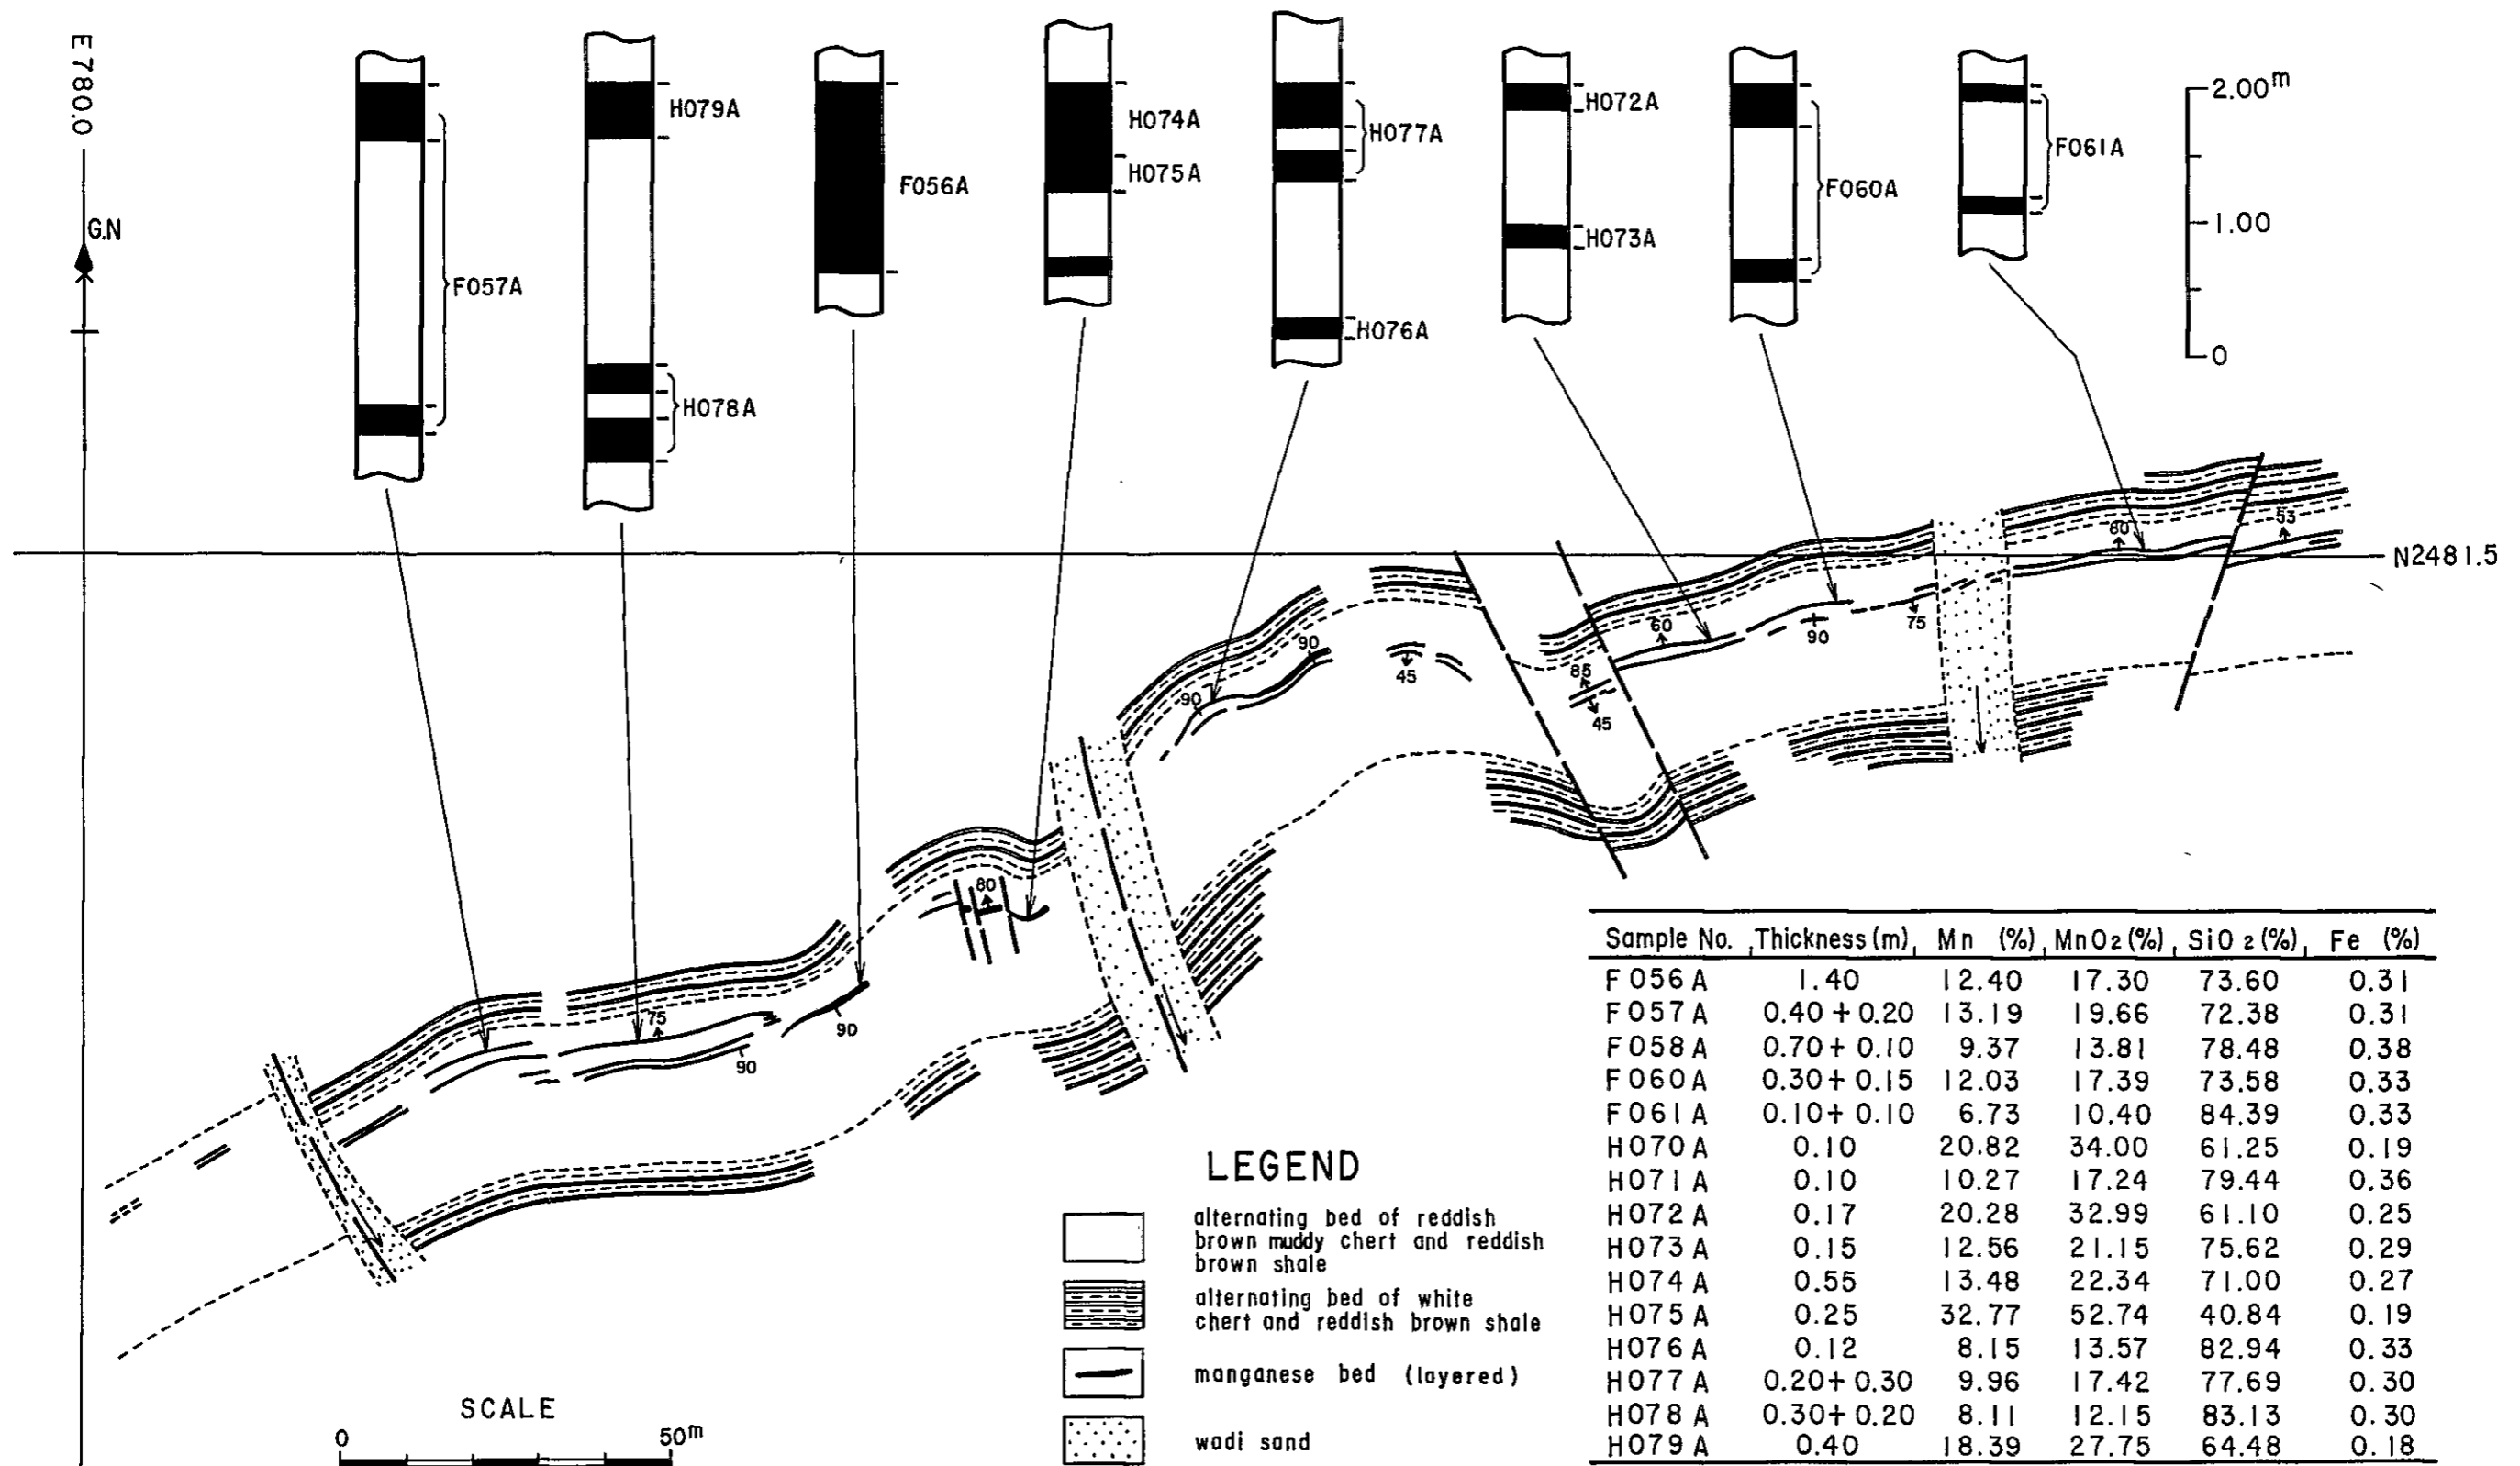 E 780.0
G.N
F057A
H079A
H078A
F056A
H074A
H075A
H077A
H076A
H072A
H073A
F060A
F061A
2.00m
1.00
0
N2481.5
80
53
60
90
75
90
90
45
85
45
80
75
90
90
Sample No. Thickness (m) Mn (%) MnO2 (%) SiO2 (%) Fe (%)
F056A 1.40 12.40 17.30 73.60 0.31
F057A 0.40 + 0.20 13.19 19.66 72.38 0.31
F058A 0.70 + 0.10 9.37 13.81 78.48 0.38
F060A 0.30 + 0.15 12.03 17.39 73.58 0.33
F061A 0.10 + 0.10 6.73 10.40 84.39 0.33
H070A 0.10 20.82 34.00 61.25 0.19
H071A 0.10 10.27 17.24 79.44 0.36
H072A 0.17 20.28 32.99 61.10 0.25
H073A 0.15 12.56 21.15 75.62 0.29
H074A 0.55 13.48 22.34 71.00 0.27
H075A 0.25 32.77 52.74 40.84 0.19
H076A 0.12 8.15 13.57 82.94 0.33
H077A 0.20 + 0.30 9.96 17.42 77.69 0.30
H078A 0.30 + 0.20 8.11 12.15 83.13 0.30
H079A 0.40 18.39 27.75 64.48 0.18
LEGEND
alternating bed of reddish
brown muddy chert and reddish
brown shale
alternating bed of white
chert and reddish brown shale
manganese bed (layered)
wadi sand
SCALE
0 50m